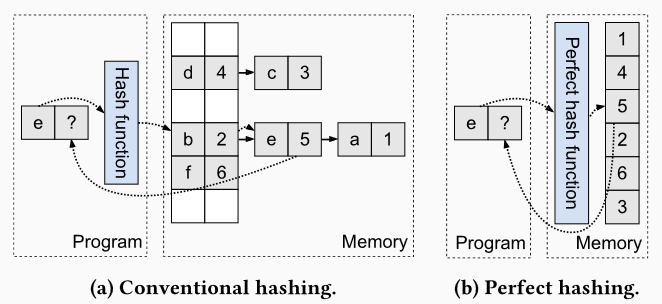 d 4 c 3
e ?
Hash function
b 2 e 5 a 1
f 6
Program
Memory
(a) Conventional hashing.
e ?
Perfect hash function
1
4
5
2
6
3
Program
Memory
(b) Perfect hashing.